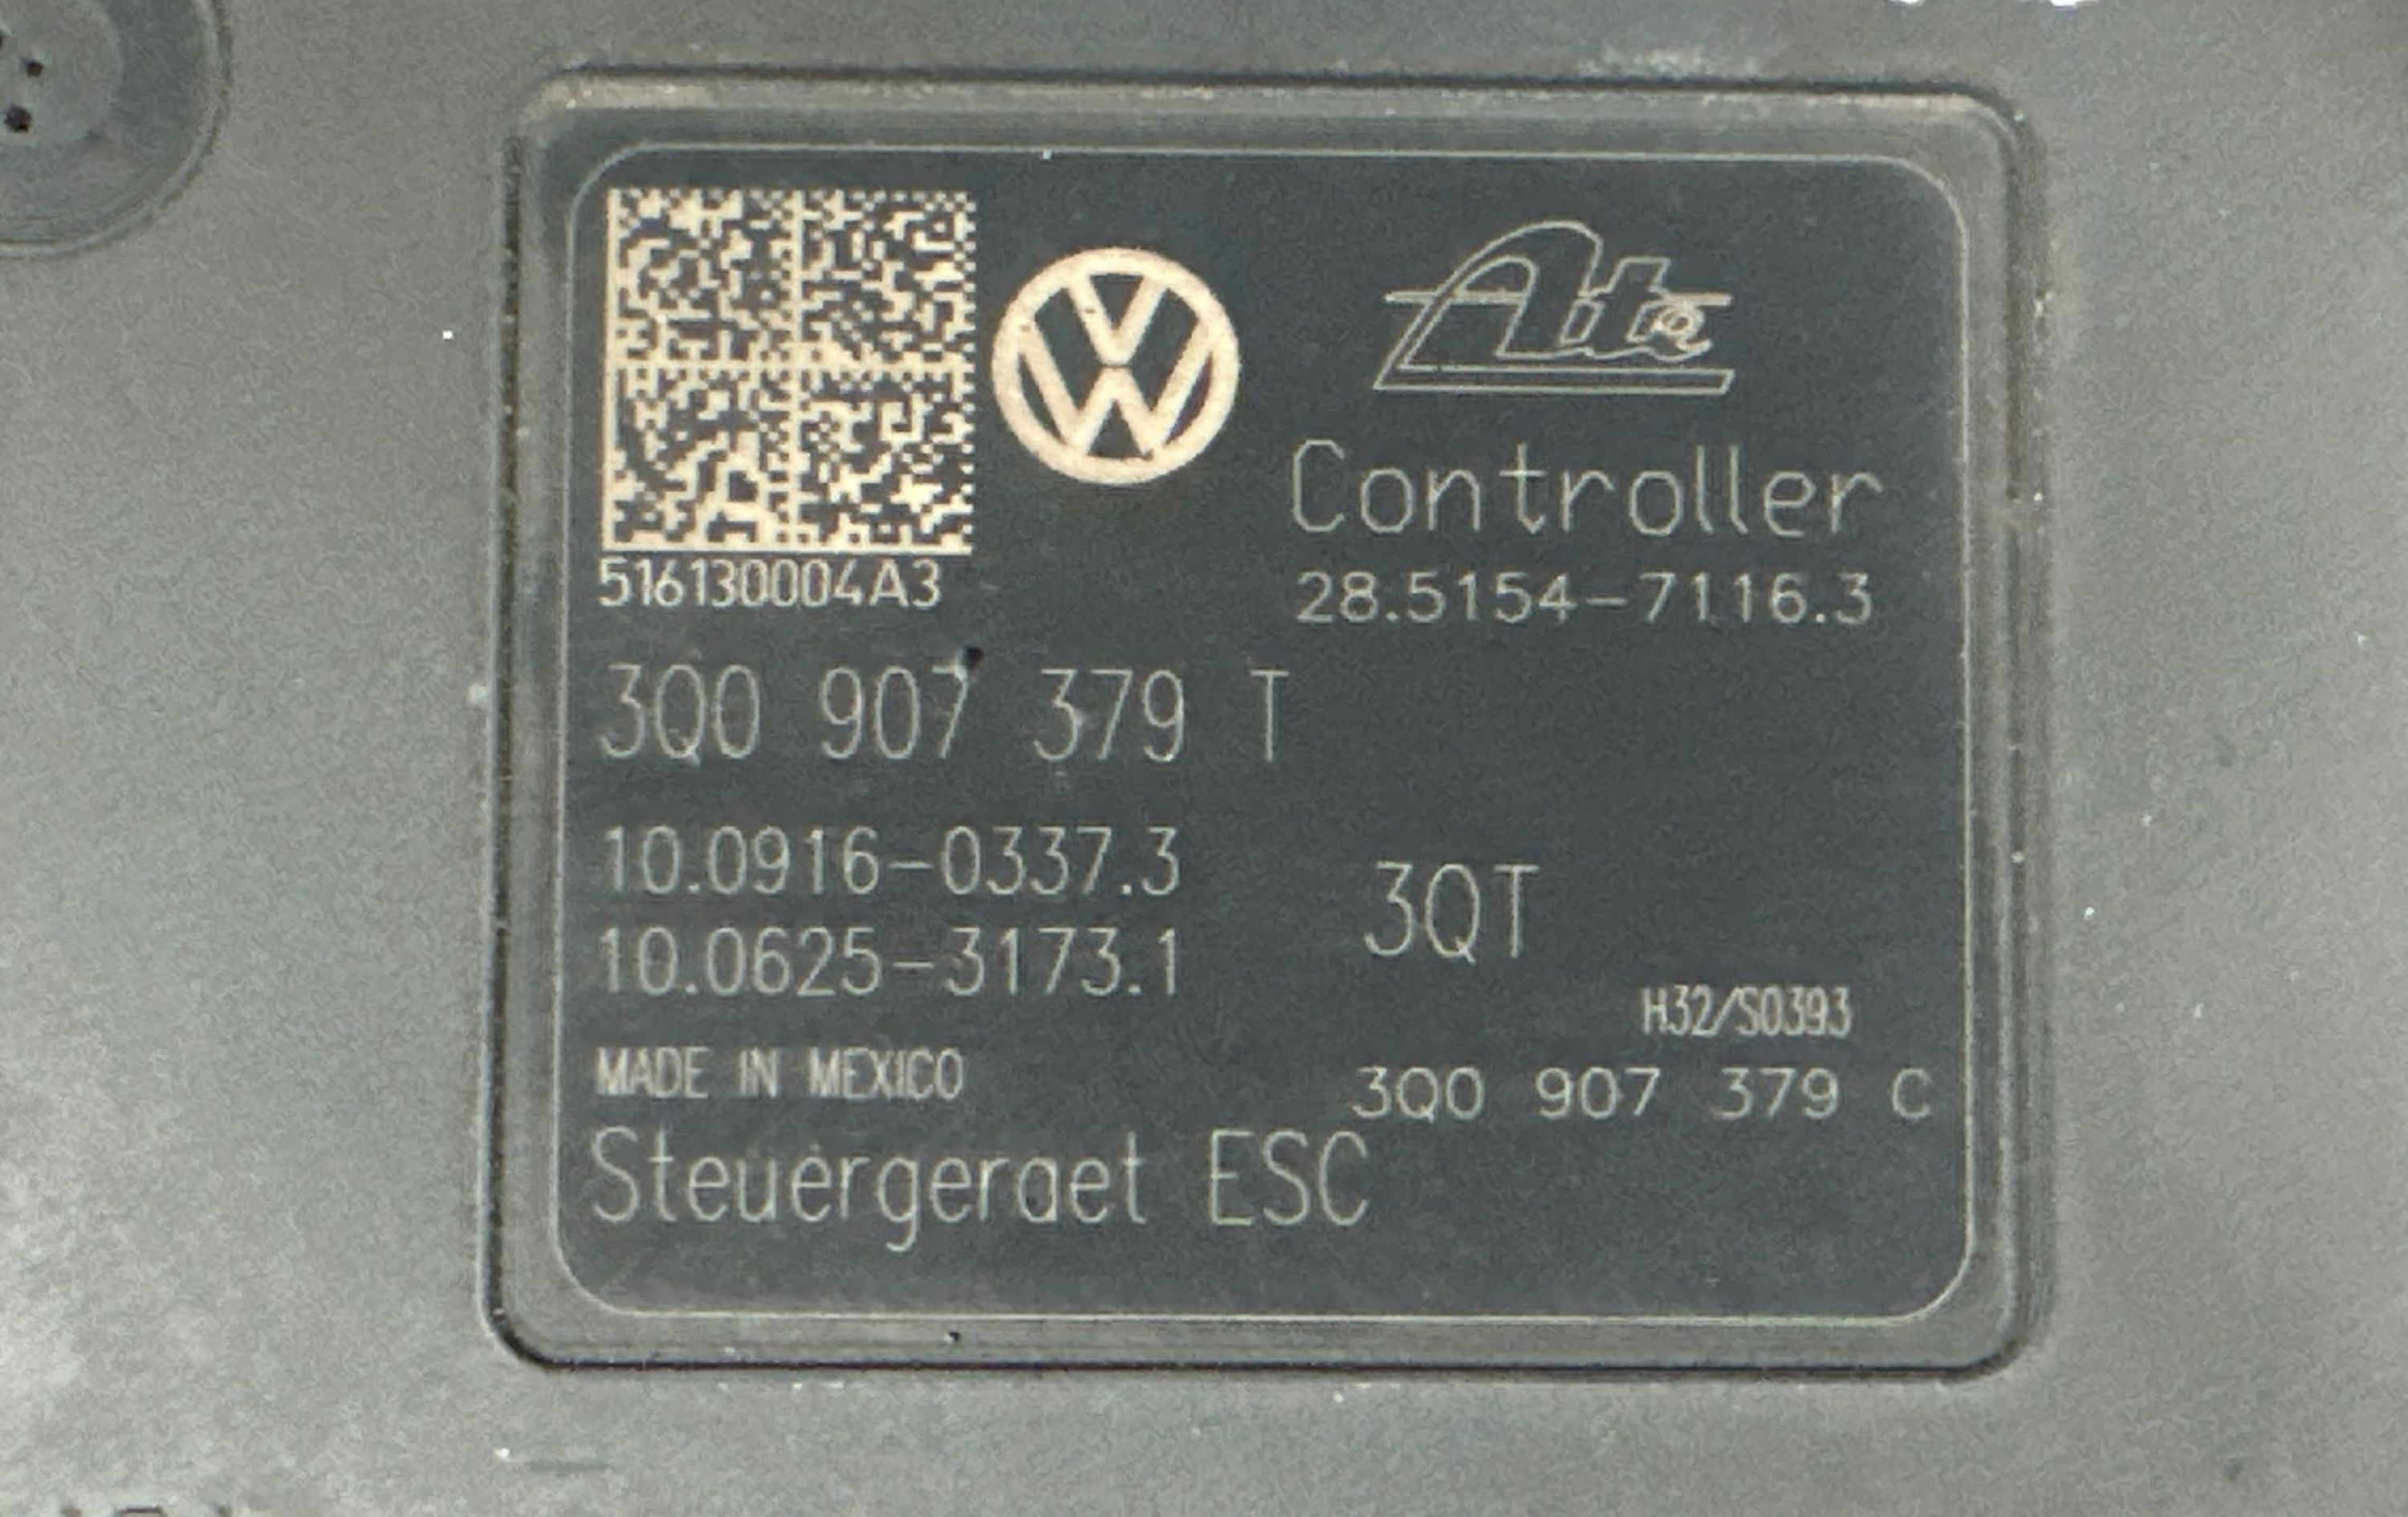 Ate
Controller
516130004A3
28.5154-7116.3
3Q0 907 379 T
10.0916-0337.3
10.0625-3173.1
3QT
H32/S0393
MADE IN MEXICO
3Q0 907 379 C
Steuergeraet ESC